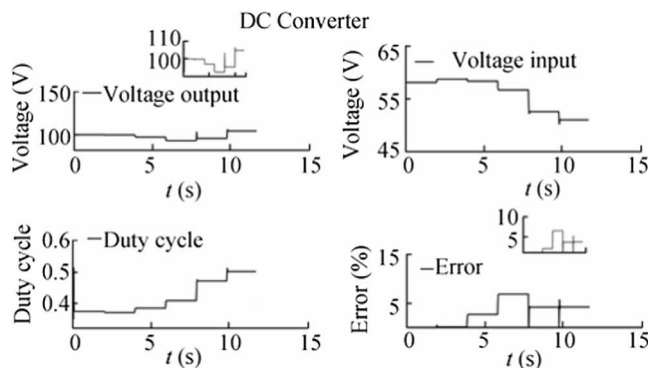 DC Converter
110
100
150
100
Voltage (V)
Voltage output
0
5
10
15
t (s)
65
55
45
Voltage (V)
Voltage input
0
5
10
15
t (s)
0.6
0.5
0.4
Duty cycle
Duty cycle
0
5
10
15
t (s)
10
5
15
5
Error (%)
Error
0
5
10
15
t (s)